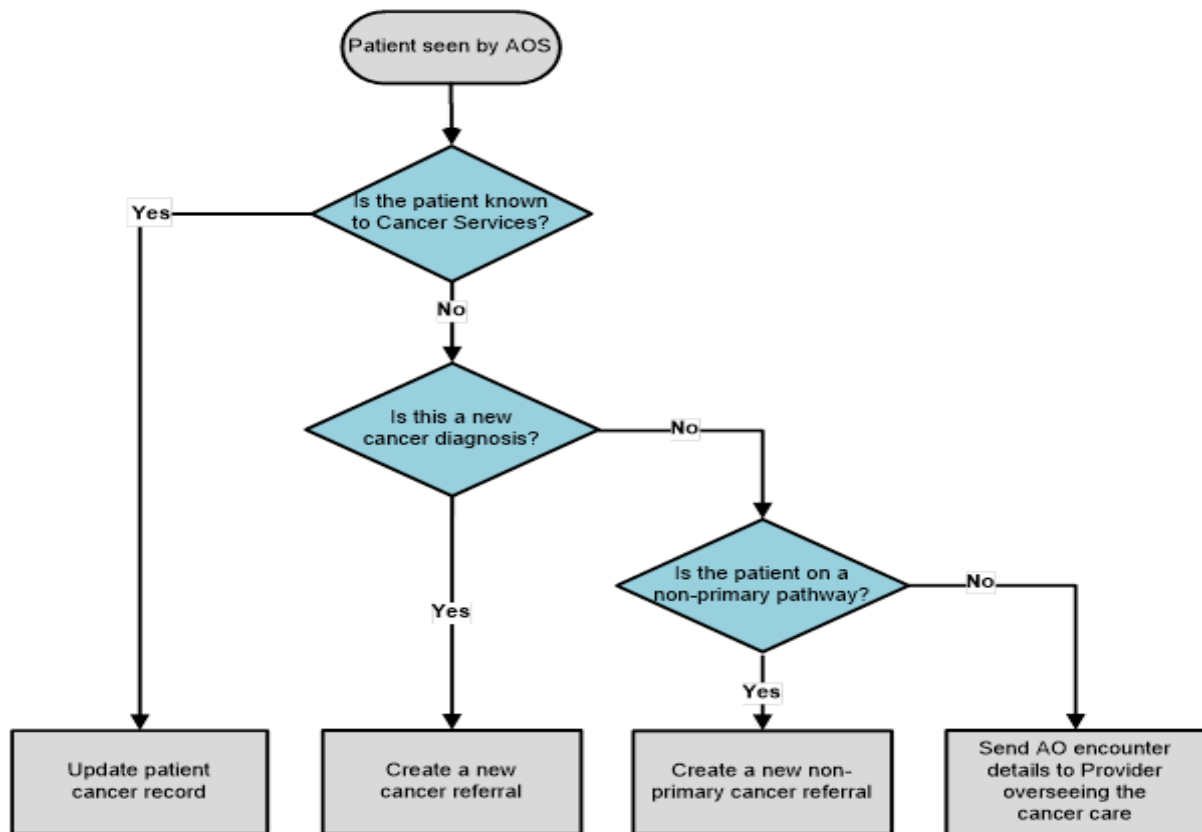 Patient seen by AOS
Is the patient known
to Cancer Services?
Yes
No
Is this a new
cancer diagnosis?
No
Is the patient on a
non-primary pathway?
No
Yes
Yes
Update patient
cancer record
Create a new
cancer referral
Create a new non-
primary cancer referral
Send AO encounter
details to Provider
overseeing the
cancer care